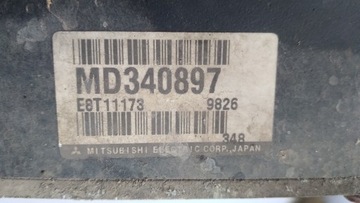 MD340897
E8T11173 9826
348
MITSUBISHI ELECTRIC CORP., JAPAN